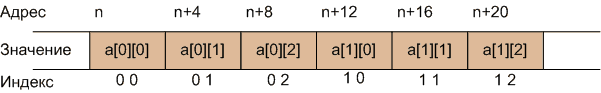 Адрес n n+4 n+8 n+12 n+16 n+20
Значение a[0][0] a[0][1] a[0][2] a[1][0] a[1][1] a[1][2]
Индекс 0 0 0 1 0 2 1 0 1 1 1 2